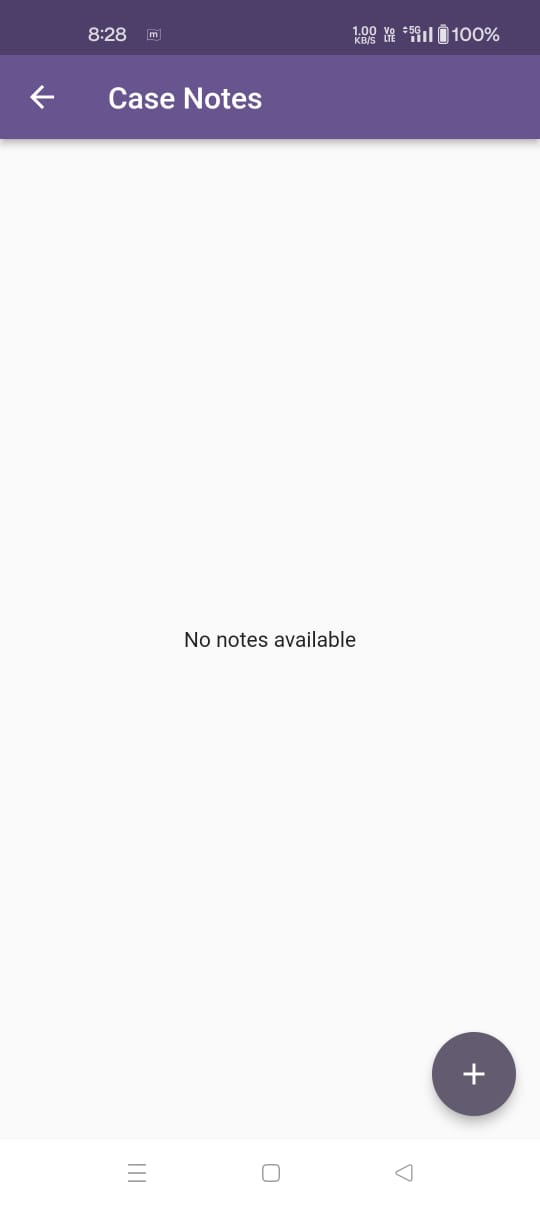 8:28
m
1.00
KB/S
Vo
LTE
5G
100%
Case Notes
No notes available